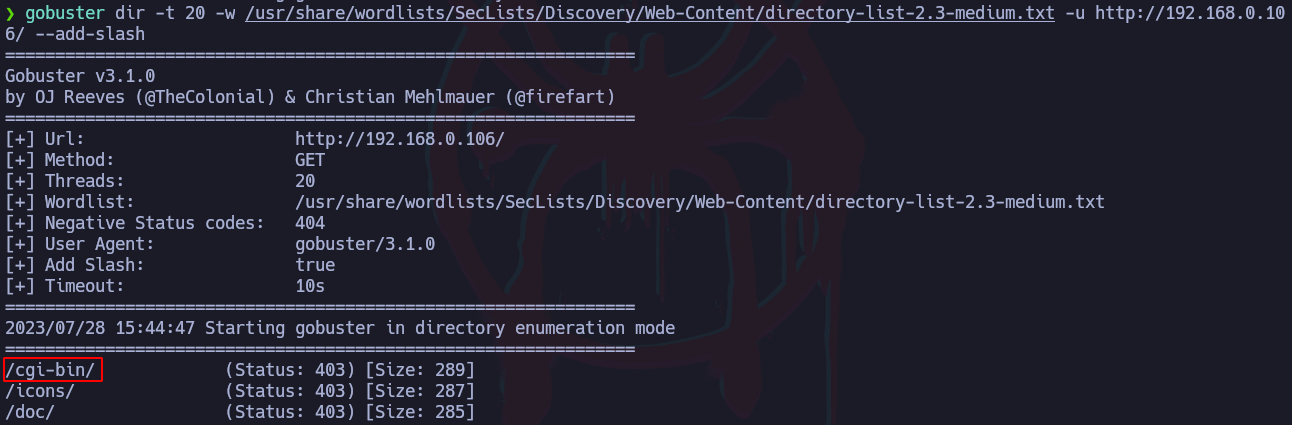 ❯ gobuster dir -t 20 -w /usr/share/wordlists/SecLists/Discovery/Web-Content/directory-list-2.3-medium.txt -u http://192.168.0.10
6/ --add-slash
===============================================================
Gobuster v3.1.0
by OJ Reeves (@TheColonial) & Christian Mehlmauer (@firefart)
===============================================================
[+] Url:                     http://192.168.0.106/
[+] Method:                  GET
[+] Threads:                 20
[+] Wordlist:                /usr/share/wordlists/SecLists/Discovery/Web-Content/directory-list-2.3-medium.txt
[+] Negative Status codes:   404
[+] User Agent:              gobuster/3.1.0
[+] Add Slash:               true
[+] Timeout:                 10s
===============================================================
2023/07/28 15:44:47 Starting gobuster in directory enumeration mode
===============================================================
/cgi-bin/             (Status: 403) [Size: 289]
/icons/               (Status: 403) [Size: 287]
/doc/                 (Status: 403) [Size: 285]